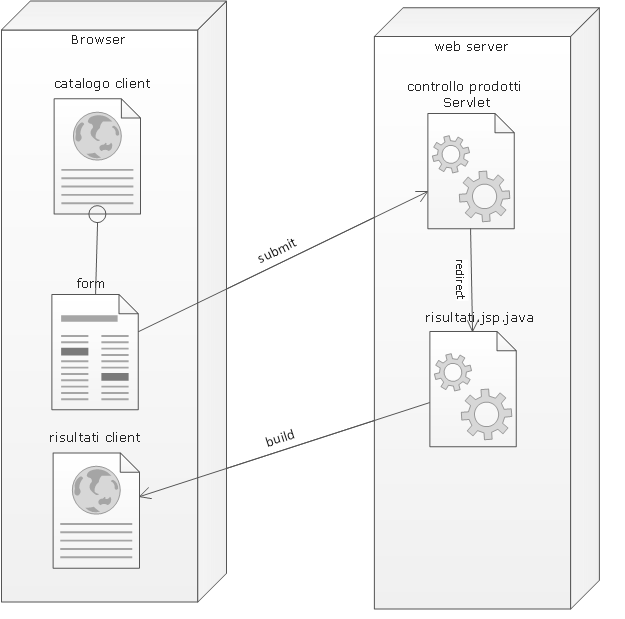 Browser
catalogo client
form
risultati client
submit
build
web server
controllo prodotti
Servlet
redirect
risultati.jsp.java